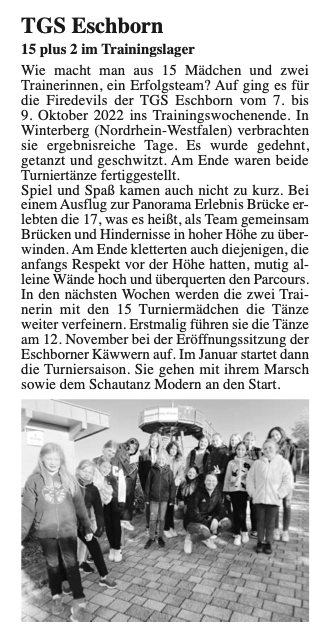 TGS Eschborn
15 plus 2 im Trainingslager
Wie macht man aus 15 Mädchen und zwei
Trainerinnen, ein Erfolgsteam? Auf ging es für
die Firedevils der TGS Eschborn vom 7. bis
9. Oktober 2022 ins Trainingswochenende. In
Winterberg (Nordrhein-Westfalen) verbrachten
sie ergebnisreiche Tage. Es wurde gedehnt,
getanzt und geschwitzt. Am Ende waren beide
Turniertänze fertiggestellt.
Spiel und Spaß kamen auch nicht zu kurz. Bei
einem Ausflug zur Panorama Erlebnis Brücke er-
lebten die 17, was es heißt, als Team gemeinsam
Brücken und Hindernisse in hoher Höhe zu über-
winden. Am Ende kletterten auch diejenigen, die
anfangs Respekt vor der Höhe hatten, mutig al-
leine Wände hoch und überquerten den Parcours.
In den nächsten Wochen werden die zwei Trai-
nerin mit den 15 Turniermädchen die Tänze
weiter verfeinern. Erstmalig führen sie die Tänze
am 12. November bei der Eröffnungssitzung der
Eschborner Käwwern auf. Im Januar startet dann
die Turniersaison. Sie gehen mit ihrem Marsch
sowie dem Schautanz Modern an den Start.